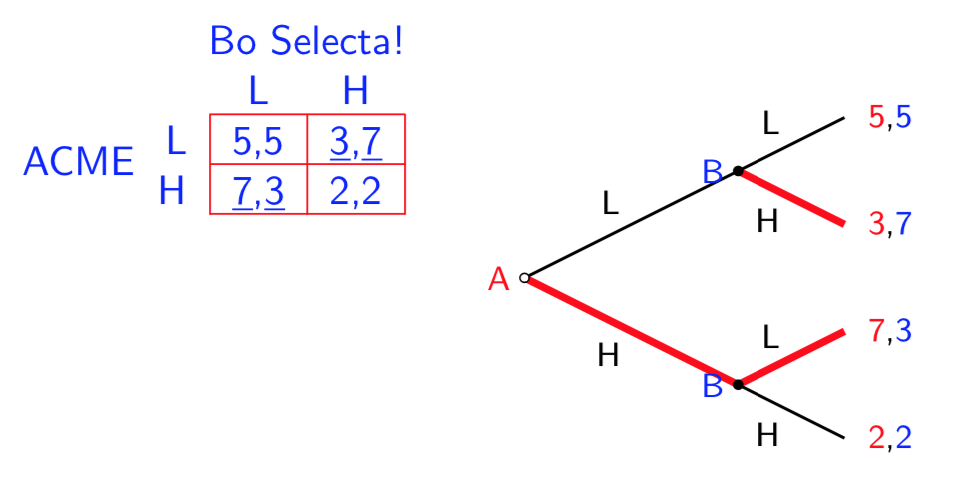 Bo Selecta!
L H
ACME L 5,5 3,7
H 7,3 2,2
L 5,5
B
L H 3,7
A
H L 7,3
B
H 2,2